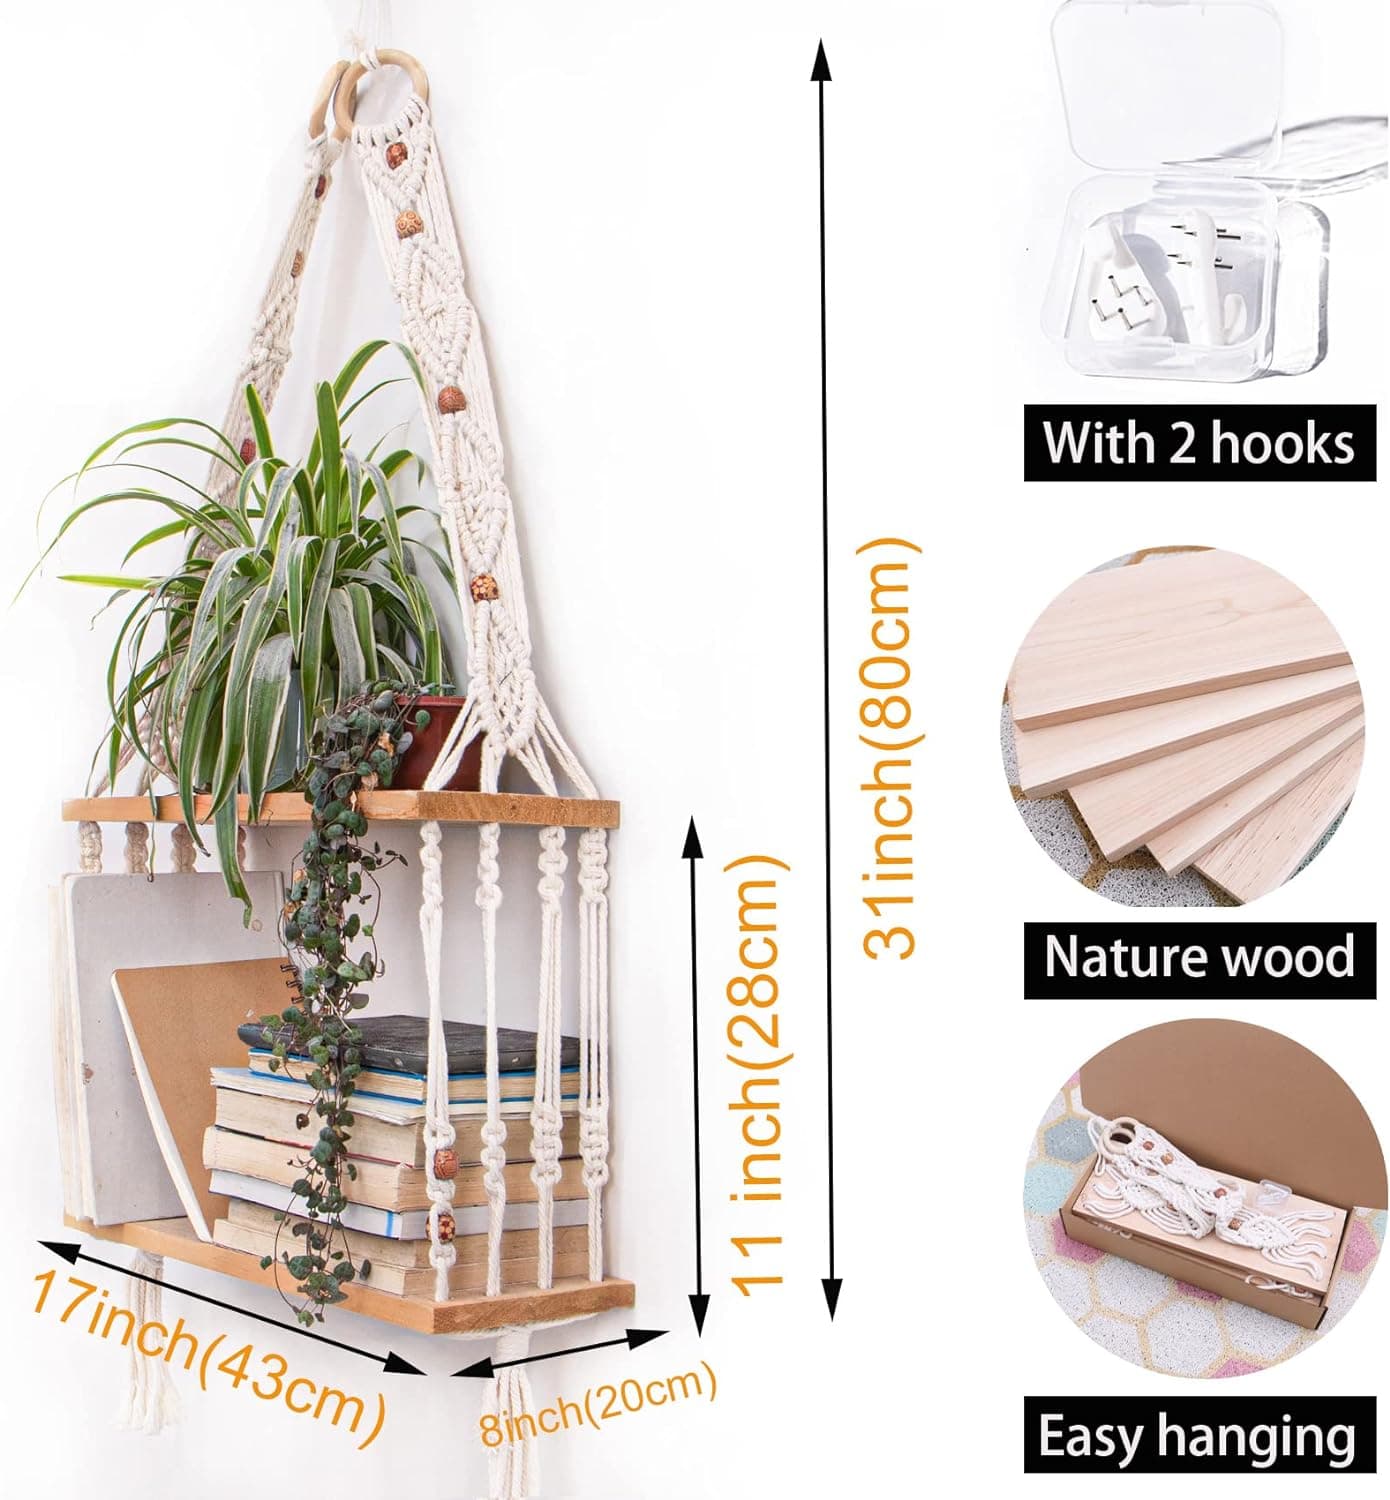 With 2 hooks
31inch(80cm)
Nature wood
11 inch(28cm)
17inch(43cm)
8inch(20cm)
Easy hanging